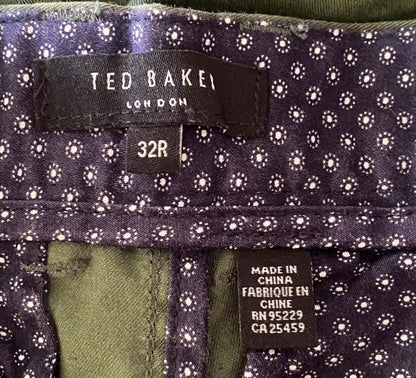 TED BAKER
LONDON
32R
MADE IN
CHINA
FABRIQUE EN
CHINE
RN 95229
CA 25459